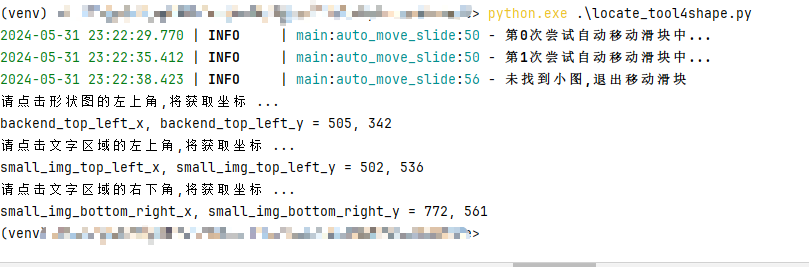 (venv) > python.exe .\locate_tool4shape.py
2024-05-31 23:22:29.770 | INFO     | main:auto_move_slide:50 - 第0次尝试自动移动滑块中...
2024-05-31 23:22:35.412 | INFO     | main:auto_move_slide:50 - 第1次尝试自动移动滑块中...
2024-05-31 23:22:38.423 | INFO     | main:auto_move_slide:56 - 未找到小图,退出移动滑块
请点击形状图的左上角,将获取坐标 ...
backend_top_left_x, backend_top_left_y = 505, 342
请点击文字区域的左上角,将获取坐标 ...
small_img_top_left_x, small_img_top_left_y = 502, 536
请点击文字区域的右下角,将获取坐标 ...
small_img_bottom_right_x, small_img_bottom_right_y = 772, 561
(venv) >